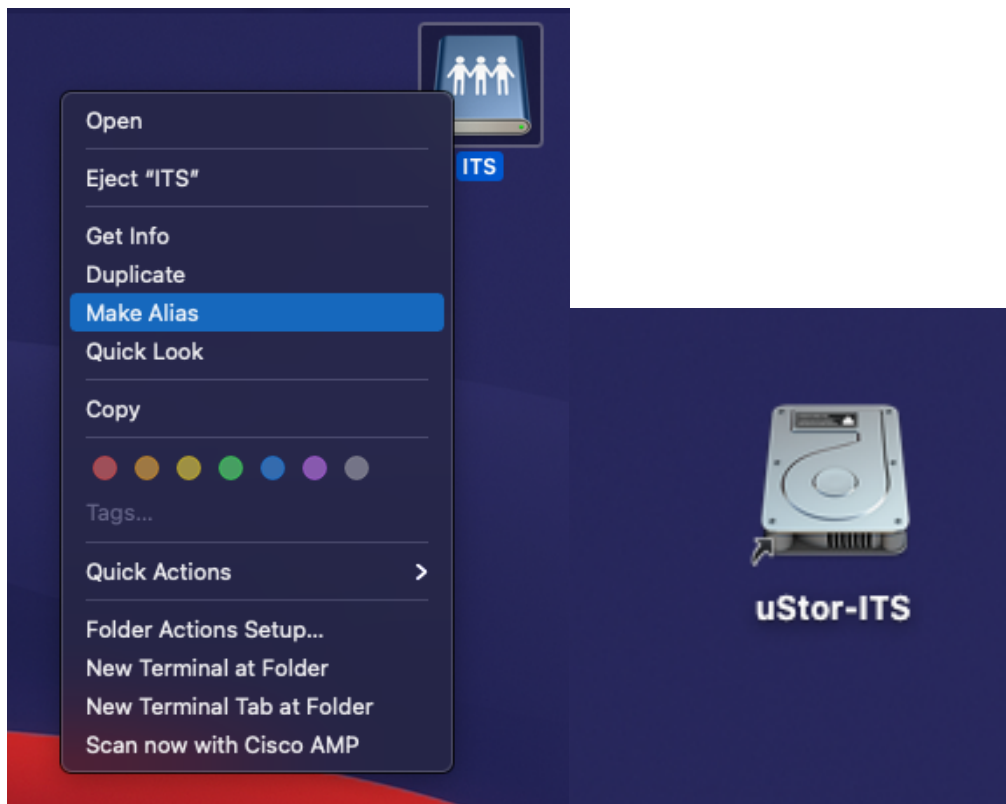 ITS
Open
Eject “ITS”
Get Info
Duplicate
Make Alias
Quick Look
Copy
Tags...
Quick Actions
Folder Actions Setup...
New Terminal at Folder
New Terminal Tab at Folder
Scan now with Cisco AMP
uStor-ITS